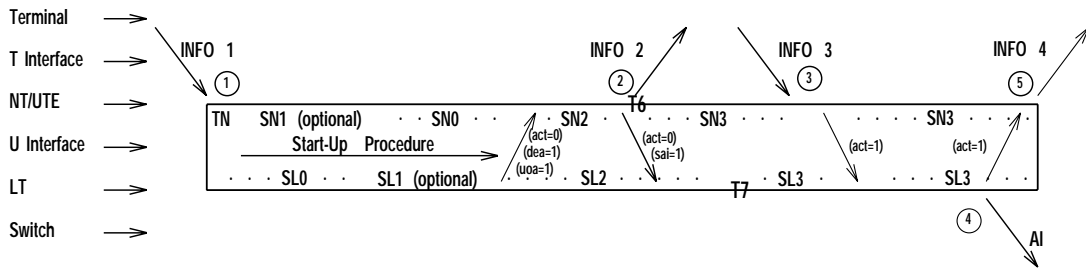 Terminal
INFO 1 INFO 2 INFO 3 INFO 4
T Interface
1 2 3 5
NT/UTE
T6
TN SN1 (optional) SN0 SN2 SN3 SN3
(act=0) (act=0)
U Interface Start-Up Procedure (dea=1) (sai=1) (act=1) (act=1)
(uoa=1)
LT SL0 SL1 (optional) SL2 SL3 SL3
T7
4
Switch AI